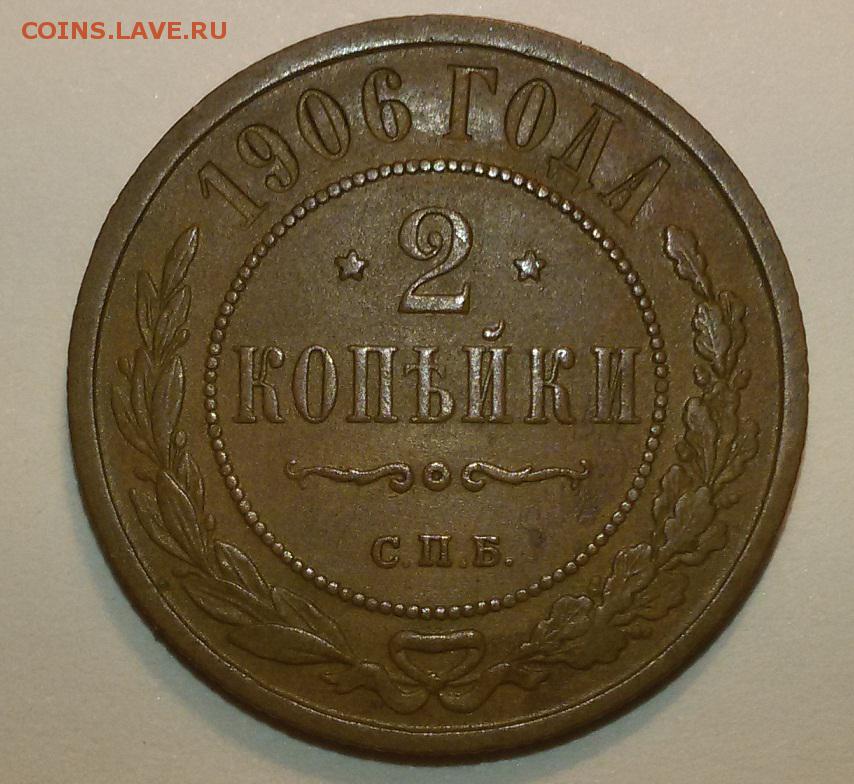 COINS.LAVE.RU
1906 ГОДА
2
КОПѢЙКИ
С.П.Б.